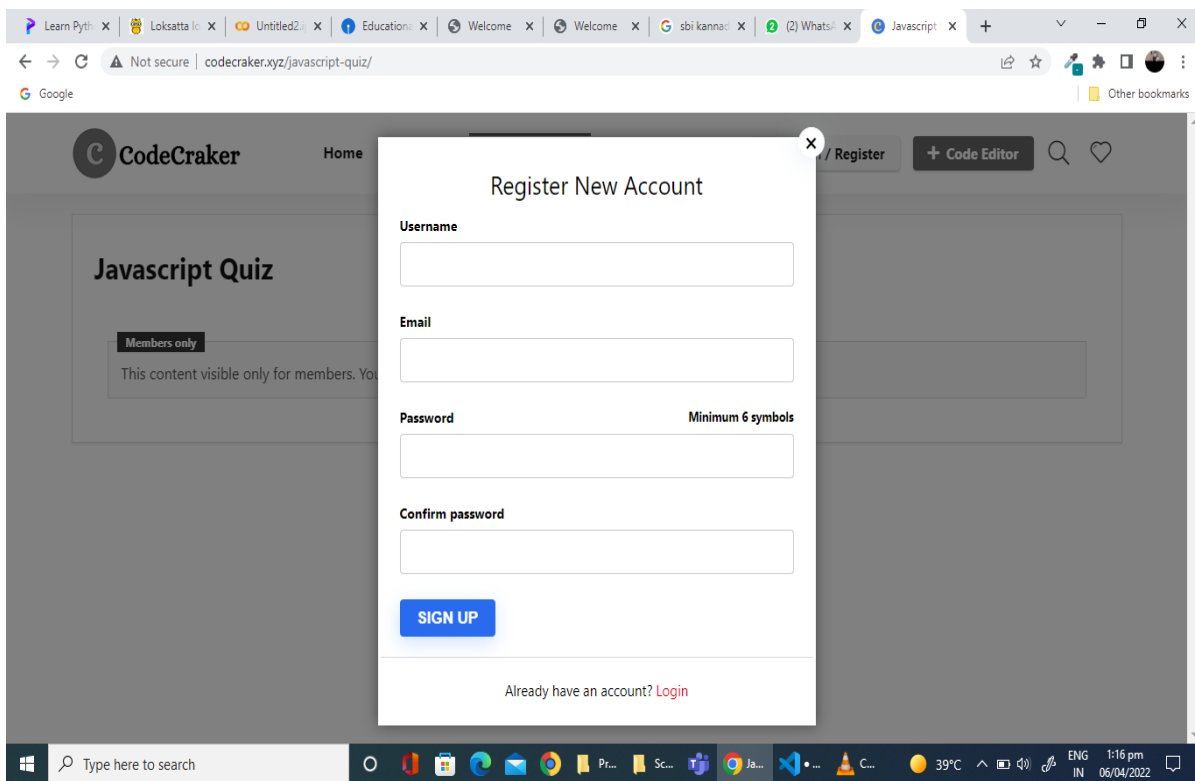 Learn Pyth
Loksatta Jo
Untitled2.i
Educationa
Welcome
Welcome
sbi kannad
(2) WhatsA
Javascript
Not secure | codecraker.xyz/javascript-quiz/
Google
Other bookmarks
C CodeCraker
Home
/ Register
+ Code Editor
Register New Account
Username
Javascript Quiz
Email
Members only
This content visible only for members. You
Password
Minimum 6 symbols
Confirm password
SIGN UP
Already have an account? Login
Type here to search
Pr...
Sc...
Ja...
C...
39°C
ENG
IN
1:16 pm
06/04/2022